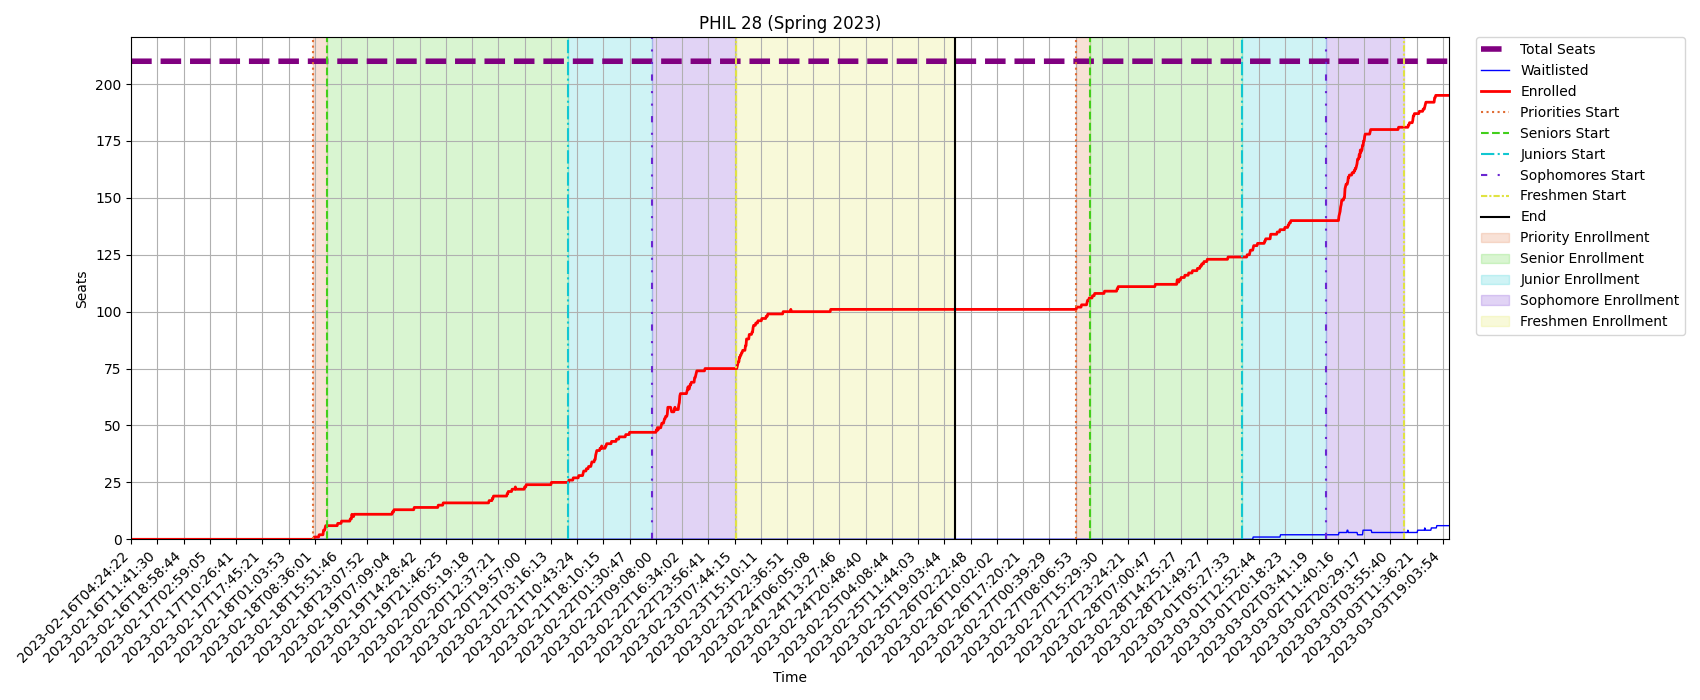 PHIL 28 (Spring 2023)
Seats
200
175
150
125
100
75
50
25
0
Total Seats
Waitlisted
Enrolled
Priorities Start
Seniors Start
Juniors Start
Sophomores Start
Freshmen Start
End
Priority Enrollment
Senior Enrollment
Junior Enrollment
Sophomore Enrollment
Freshmen Enrollment
2023-02-16T04:24:22
2023-02-16T11:41:30
2023-02-16T18:58:44
2023-02-17T02:59:05
2023-02-17T10:26:41
2023-02-17T17:45:21
2023-02-18T01:03:53
2023-02-18T08:36:01
2023-02-18T15:51:46
2023-02-18T23:07:52
2023-02-19T07:09:04
2023-02-19T14:28:42
2023-02-19T21:46:25
2023-02-20T05:19:18
2023-02-20T12:37:21
2023-02-20T19:57:00
2023-02-21T03:16:13
2023-02-21T10:43:24
2023-02-21T18:10:15
2023-02-22T01:30:47
2023-02-22T09:08:00
2023-02-22T16:34:02
2023-02-22T23:56:41
2023-02-23T07:44:15
2023-02-23T15:10:11
2023-02-23T22:36:51
2023-02-24T06:05:08
2023-02-24T13:27:46
2023-02-24T20:48:40
2023-02-25T04:08:44
2023-02-25T11:44:03
2023-02-25T19:03:44
2023-02-26T02:22:48
2023-02-26T10:02:02
2023-02-26T17:20:21
2023-02-27T00:39:29
2023-02-27T08:06:53
2023-02-27T15:29:30
2023-02-27T23:24:21
2023-02-28T07:00:47
2023-02-28T14:25:27
2023-02-28T21:49:27
2023-03-01T05:27:33
2023-03-01T12:52:44
2023-03-01T20:18:23
2023-03-02T03:41:19
2023-03-02T11:40:16
2023-03-02T20:29:17
2023-03-03T03:55:40
2023-03-03T11:36:21
2023-03-03T19:03:54
Time